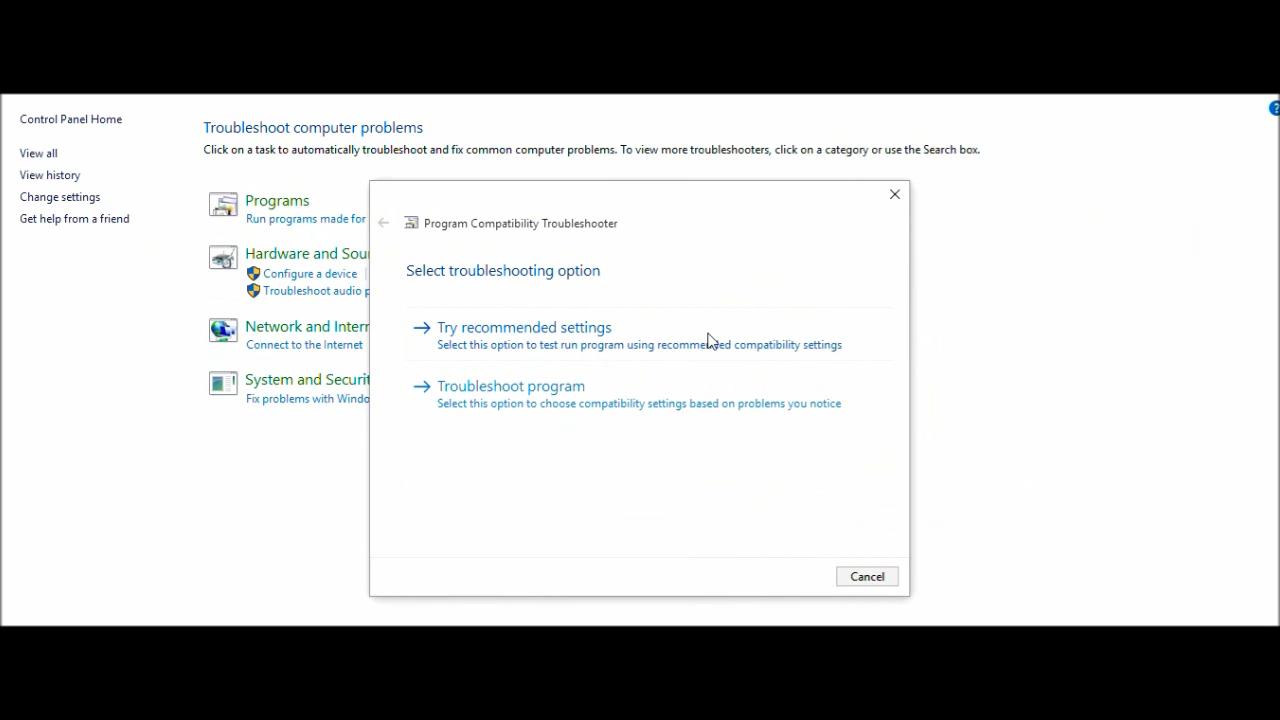 Control Panel Home
View all
View history
Change settings
Get help from a friend
?
Troubleshoot computer problems
Click on a task to automatically troubleshoot and fix common computer problems. To view more troubleshooters, click on a category or use the Search box.
Programs
Run programs made for
Hardware and Sou
Configure a device
Troubleshoot audio p
Network and Intern
Connect to the Internet
System and Securit
Fix problems with Windo
Program Compatibility Troubleshooter
Select troubleshooting option
Try recommended settings
Select this option to test run program using recommended compatibility settings
Troubleshoot program
Select this option to choose compatibility settings based on problems you notice
Cancel